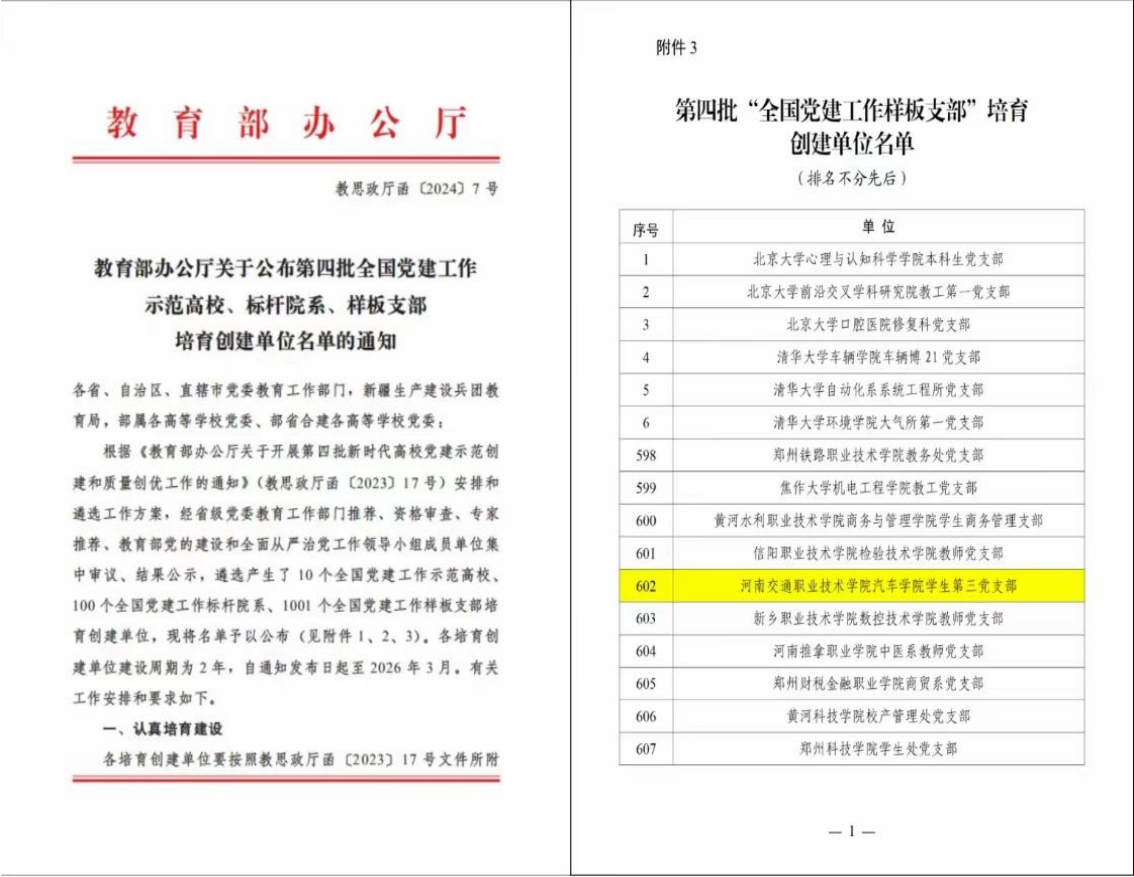 教育部办公厅
教思政厅函〔2024〕7号
教育部办公厅关于公布第四批全国党建工作
示范高校、标杆院系、样板支部
培育创建单位名单的通知
各省、自治区、直辖市党委教育工作部门，新疆生产建设兵团教
育局，部属各高等学校党委、部省合建各高等学校党委：
根据《教育部办公厅关于开展第四批新时代高校党建示范创
建和质量创优工作的通知》（教思政厅函〔2023〕17号）安排和
遴选工作方案，经省级党委教育工作部门推荐、资格审查、专家
推荐、教育部党的建设和全面从严治党工作领导小组成员单位集
中审议、结果公示，遴选产生了10个全国党建工作示范高校、
100个全国党建工作标杆院系、1001个全国党建工作样板支部培
育创建单位，现将名单予以公布（见附件1、2、3）。各培育创
建单位建设周期为2年，自通知发布日起至2026年3月。有关
工作安排和要求如下。
一、认真培育建设
各培育创建单位要按照教思政厅函〔2023〕17号文件所附
附件3
第四批“全国党建工作样板支部”培育
创建单位名单
（排名不分先后）
序号 单位
1 北京大学心理与认知科学学院本科生党支部
2 北京大学前沿交叉学科研究院教工第一党支部
3 北京大学口腔医院修复科党支部
4 清华大学车辆学院车辆博21党支部
5 清华大学自动化系系统工程所党支部
6 清华大学环境学院大气所第一党支部
598 郑州铁路职业技术学院教务处党支部
599 焦作大学机电工程学院教工党支部
600 黄河水利职业技术学院商务与管理学院学生商务管理支部
601 信阳职业技术学院检验技术学院教师党支部
602 河南交通职业技术学院汽车学院学生第三党支部
603 新乡职业技术学院数控技术学院教师党支部
604 河南推拿职业学院中医系教师党支部
605 郑州财税金融职业学院商贸系党支部
606 黄河科技学院校产管理处党支部
607 郑州科技学院学生处党支部
— 1 —